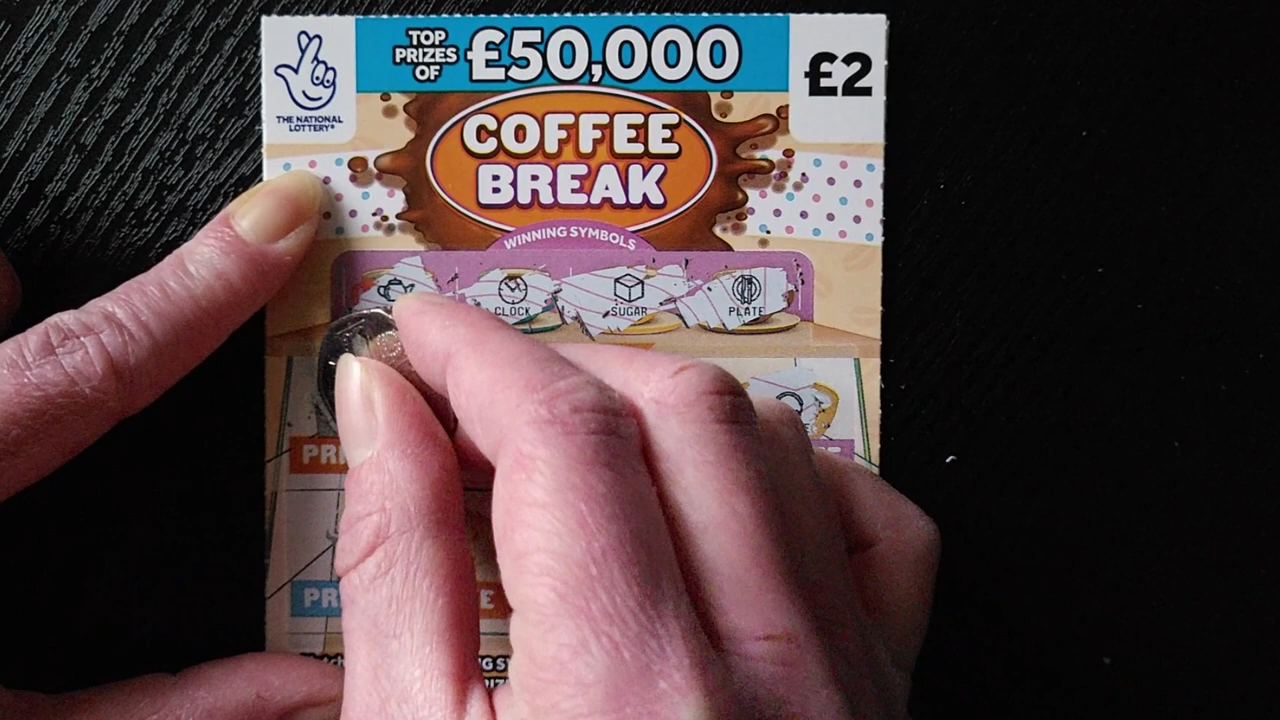 TOP
PRIZES
OF
£50,000
£2
THE NATIONAL
LOTTERY®
COFFEE
BREAK
WINNING SYMBOLS
CLOCK
SUGAR
PLATE